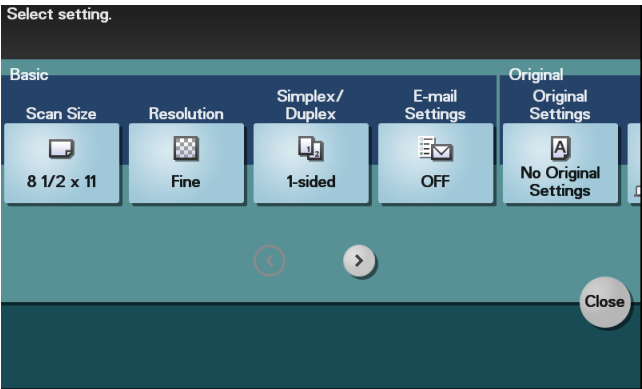 Select setting.
Basic
Original
Scan Size
Resolution
Simplex/
Duplex
E-mail
Settings
Original
Settings
8 1/2 x 11
Fine
1-sided
OFF
No Original
Settings
Close